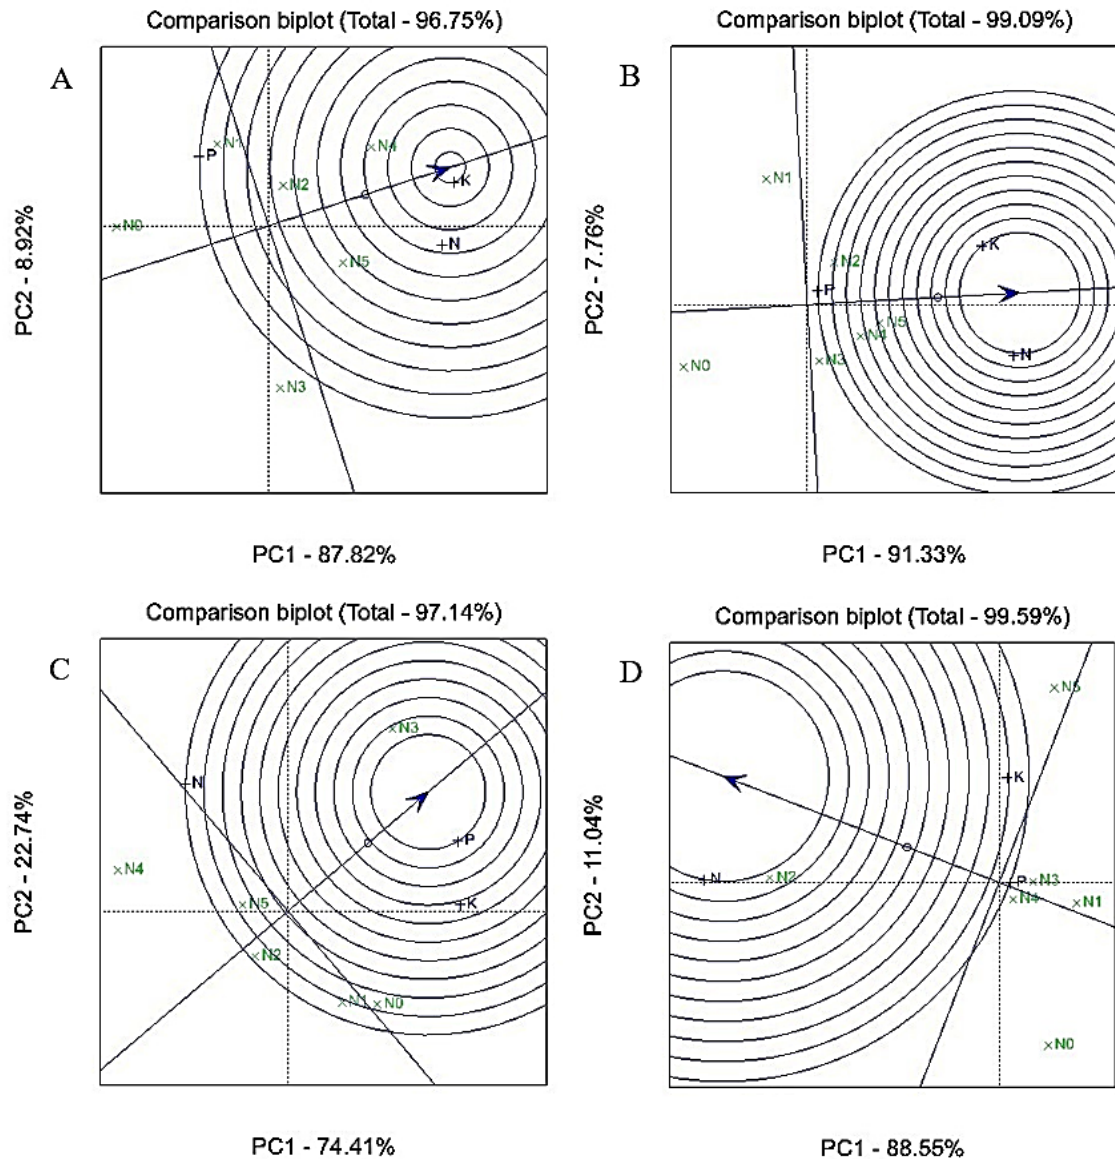 Comparison biplot (Total - 96.75%)
A
N1
P
N4
N2
K
N0
N
N5
N3
PC2 - 8.92%
PC1 - 87.82%
Comparison biplot (Total - 99.09%)
B
N1
K
N2
P
N5
N4
N3
N
N0
PC2 - 7.76%
PC1 - 91.33%
Comparison biplot (Total - 97.14%)
C
N3
N
P
N4
N5
K
N2
N1
N0
PC2 - 22.74%
PC1 - 74.41%
Comparison biplot (Total - 99.59%)
D
N5
K
N
N2
P
N3
N4
N1
N0
PC2 - 11.04%
PC1 - 88.55%